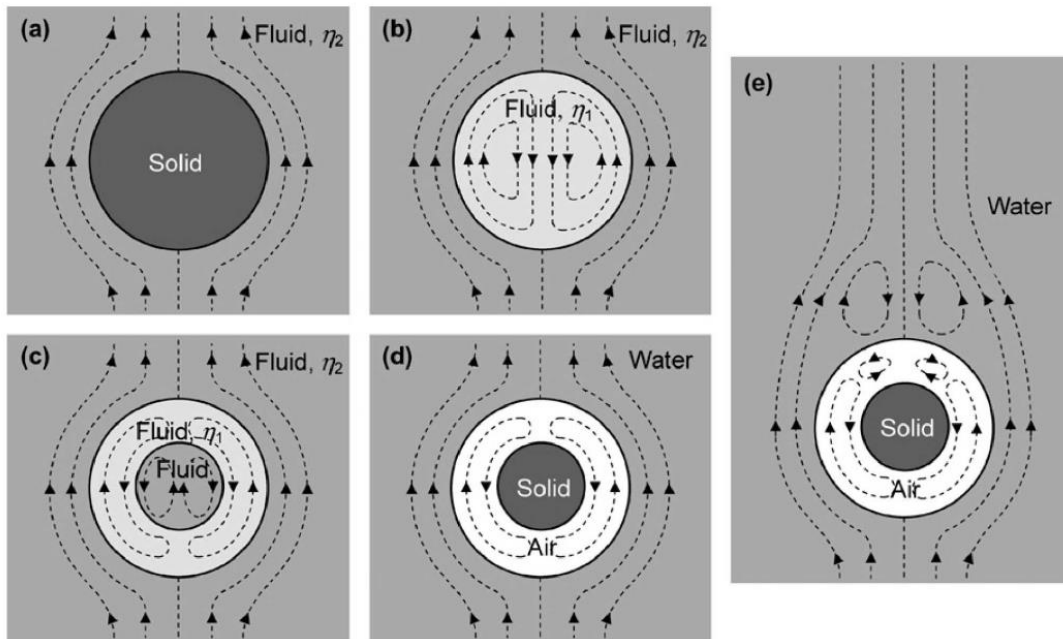 (a)
Fluid, η2
Solid
(b)
Fluid, η2
Fluid, η1
(c)
Fluid, η2
Fluid, η1
Fluid
(d)
Water
Solid
Air
(e)
Water
Solid
Air